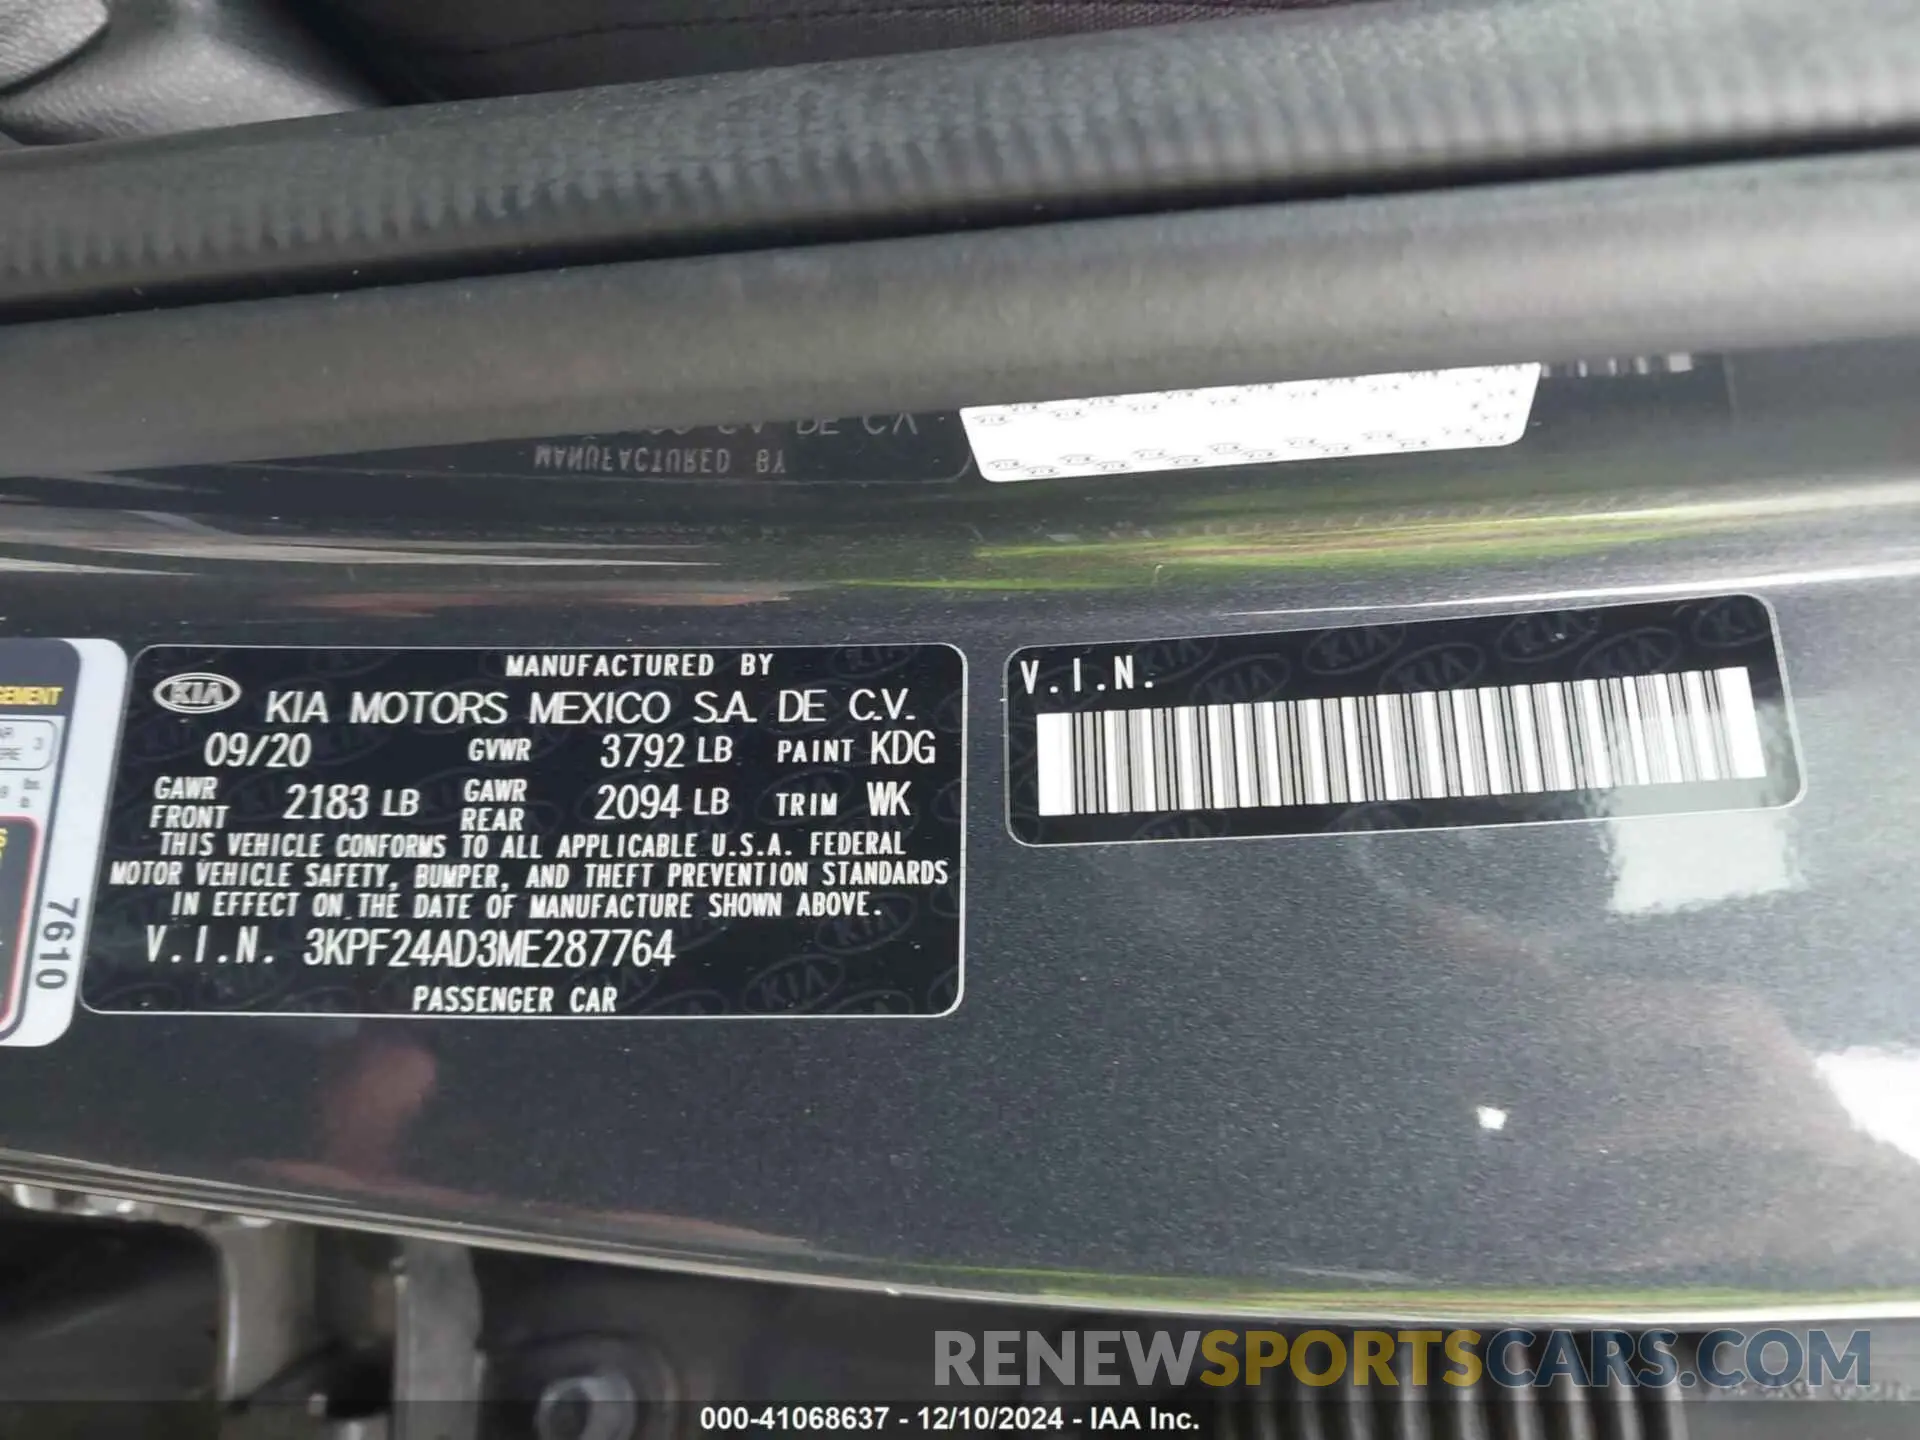 MANUFACTURED BY
KIA
KIA MOTORS MEXICO S.A. DE C.V.
09/20 GVWR 3792 LB PAINT KDG
GAWR FRONT 2183 LB GAWR REAR 2094 LB TRIM WK
THIS VEHICLE CONFORMS TO ALL APPLICABLE U.S.A. FEDERAL
MOTOR VEHICLE SAFETY, BUMPER, AND THEFT PREVENTION STANDARDS
IN EFFECT ON THE DATE OF MANUFACTURE SHOWN ABOVE.
V.I.N. 3KPF24AD3ME287764
PASSENGER CAR
V.I.N.
7610
RENEWSPORTSCARS.COM
000-41068637 - 12/10/2024 - IAA Inc.